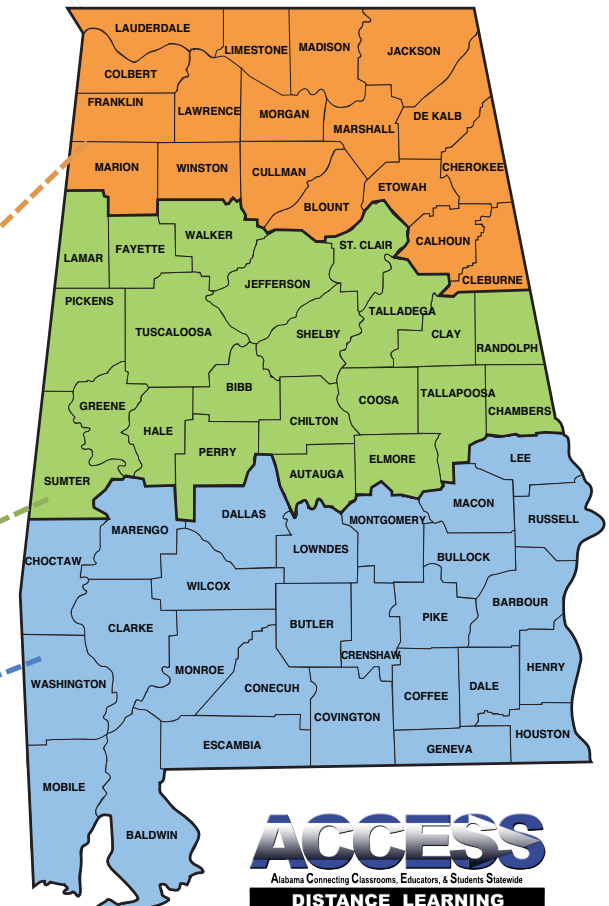 LAUDERDALE
LIMESTONE
MADISON
JACKSON
COLBERT
FRANKLIN
LAWRENCE
MORGAN
MARSHALL
DE KALB
MARION
WINSTON
CULLMAN
CHEROKEE
ETOWAH
BLOUNT
CALHOUN
CLEBURNE
LAMAR
FAYETTE
WALKER
ST. CLAIR
JEFFERSON
PICKENS
TUSCALOOSA
SHELBY
TALLADEGA
CLAY
RANDOLPH
BIBB
GREENE
HALE
CHILTON
COOSA
TALLAPOOSA
CHAMBERS
PERRY
SUMTER
AUTAUGA
ELMORE
LEE
MACON
RUSSELL
DALLAS
MONTGOMERY
MARENGO
LOWNDES
BULLOCK
CHOCTAW
WILCOX
BARBOUR
CLARKE
BUTLER
PIKE
CRENSHAW
MONROE
HENRY
WASHINGTON
CONECUH
COFFEE
DALE
COVINGTON
ESCAMBIA
GENEVA
HOUSTON
MOBILE
BALDWIN
ACCESS
Alabama Connecting Classrooms, Educators, & Students Statewide
DISTANCE LEARNING